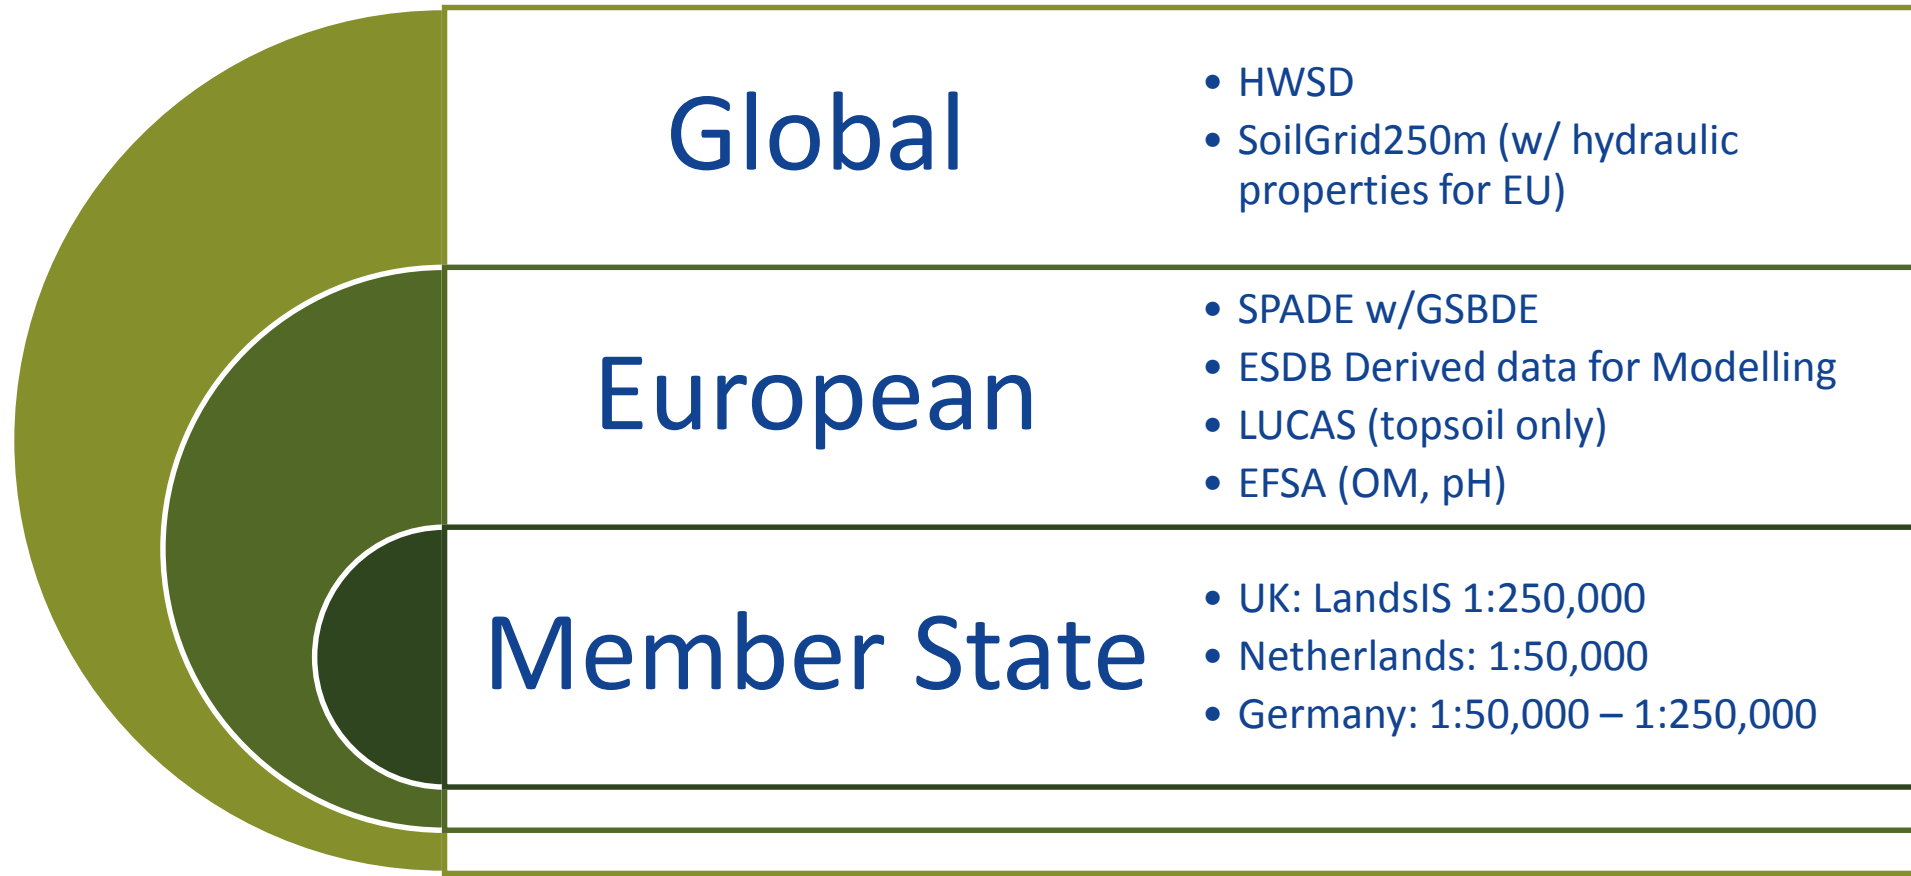 Global
• HWSD
• SoilGrid250m (w/ hydraulic
properties for EU)
European
• SPADE w/GSBDE
• ESDB Derived data for Modelling
• LUCAS (topsoil only)
• EFSA (OM, pH)
Member State
• UK: LandsIS 1:250,000
• Netherlands: 1:50,000
• Germany: 1:50,000 – 1:250,000